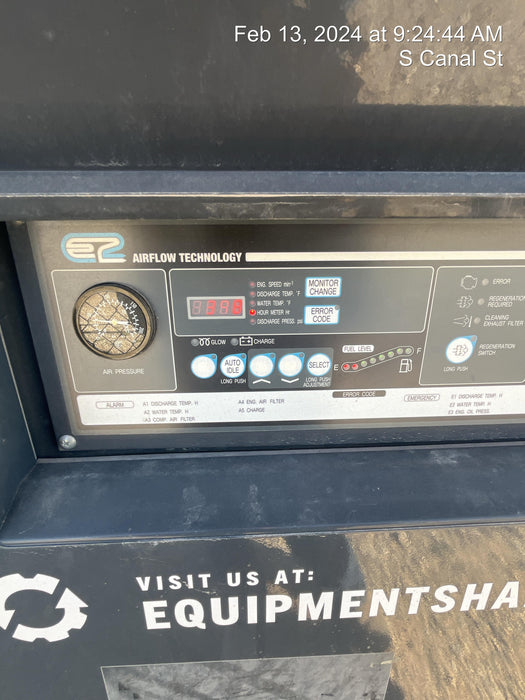 Feb 13, 2024 at 9:24:44 AM
S Canal St
AIRFLOW TECHNOLOGY
ENG. SPEED min⁻¹
DISCHARGE TEMP. °F
WATER TEMP. °F
HOUR METER Hr
DISCHARGE PRESS. psi
MONITOR
CHANGE
ERROR
CODE
ERROR
REGENERATION
REQUIRED
CLEANING
EXHAUST FILTER
GLOW
CHARGE
AUTO
IDLE
LONG PUSH
SELECT
LONG PUSH
ADJUSTMENT
FUEL LEVEL
E
F
REGENERATION
SWITCH
LONG PUSH
AIR PRESSURE
ERROR CODE
ALARM
A1 DISCHARGE TEMP. H
A2 WATER TEMP. H
A3 COMP. AIR FILTER
A4 ENG. AIR FILTER
A5 CHARGE
EMERGENCY
E1 DISCHARGE TEMP. H
E2 WATER TEMP. H
E3 ENG. OIL PRESS.
VISIT US AT:
EQUIPMENTSHA